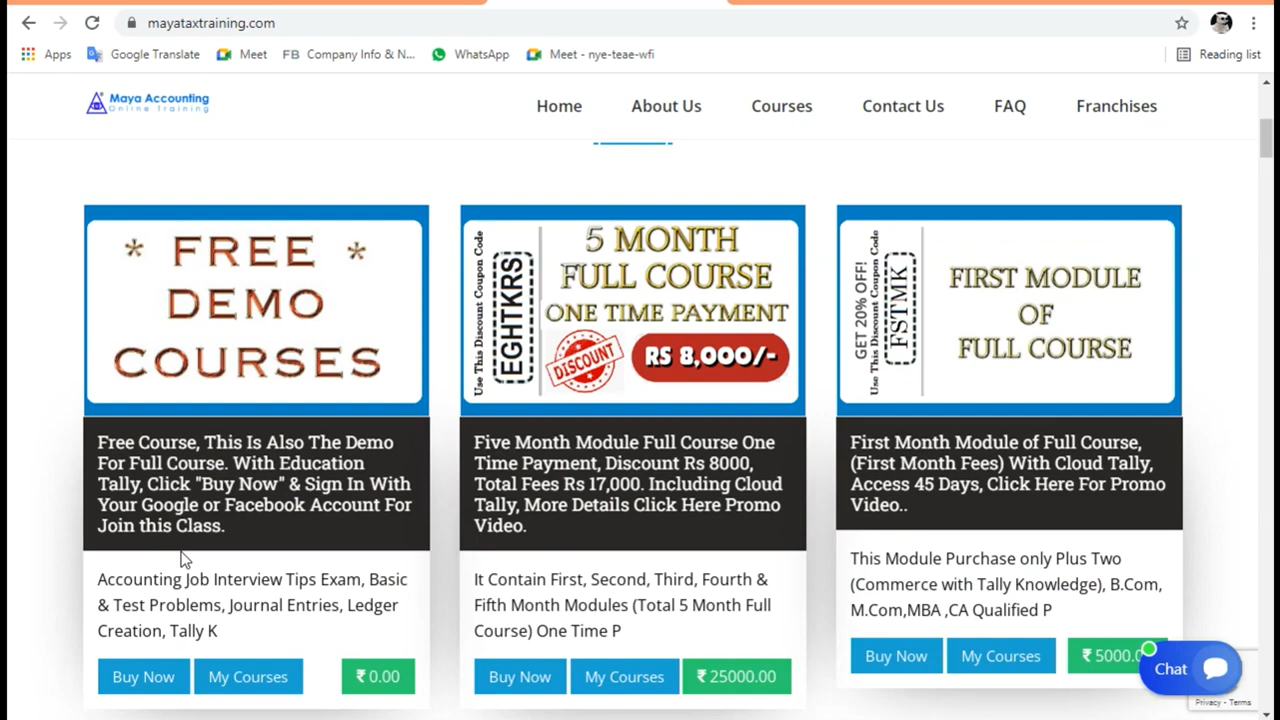 mayataxtraining.com
Apps
Google Translate
Meet
FB Company Info & N...
WhatsApp
Meet - nye-teae-wfi
Reading list
Maya Accounting
Online Training
Home
About Us
Courses
Contact Us
FAQ
Franchises
* FREE *
DEMO
COURSES
Free Course, This Is Also The Demo
For Full Course. With Education
Tally, Click "Buy Now" & Sign In With
Your Google or Facebook Account For
Join this Class.
Accounting Job Interview Tips Exam, Basic
& Test Problems, Journal Entries, Ledger
Creation, Tally K
Buy Now
My Courses
₹ 0.00
Use This Discount Coupon Code
EGHTKRS
5 MONTH
FULL COURSE
ONE TIME PAYMENT
DISCOUNT
RS 8,000/-
Five Month Module Full Course One
Time Payment, Discount Rs 8000,
Total Fees Rs 17,000. Including Cloud
Tally, More Details Click Here Promo
Video.
It Contain First, Second, Third, Fourth &
Fifth Month Modules (Total 5 Month Full
Course) One Time P
Buy Now
My Courses
₹ 25000.00
GET 20% OFF!
Use This Discount Coupon Code
FSTMK
FIRST MODULE
OF
FULL COURSE
First Month Module of Full Course,
(First Month Fees) With Cloud Tally,
Access 45 Days, Click Here For Promo
Video..
This Module Purchase only Plus Two
(Commerce with Tally Knowledge), B.Com,
M.Com,MBA ,CA Qualified P
Buy Now
My Courses
₹ 5000.0
Chat
Privacy - Terms